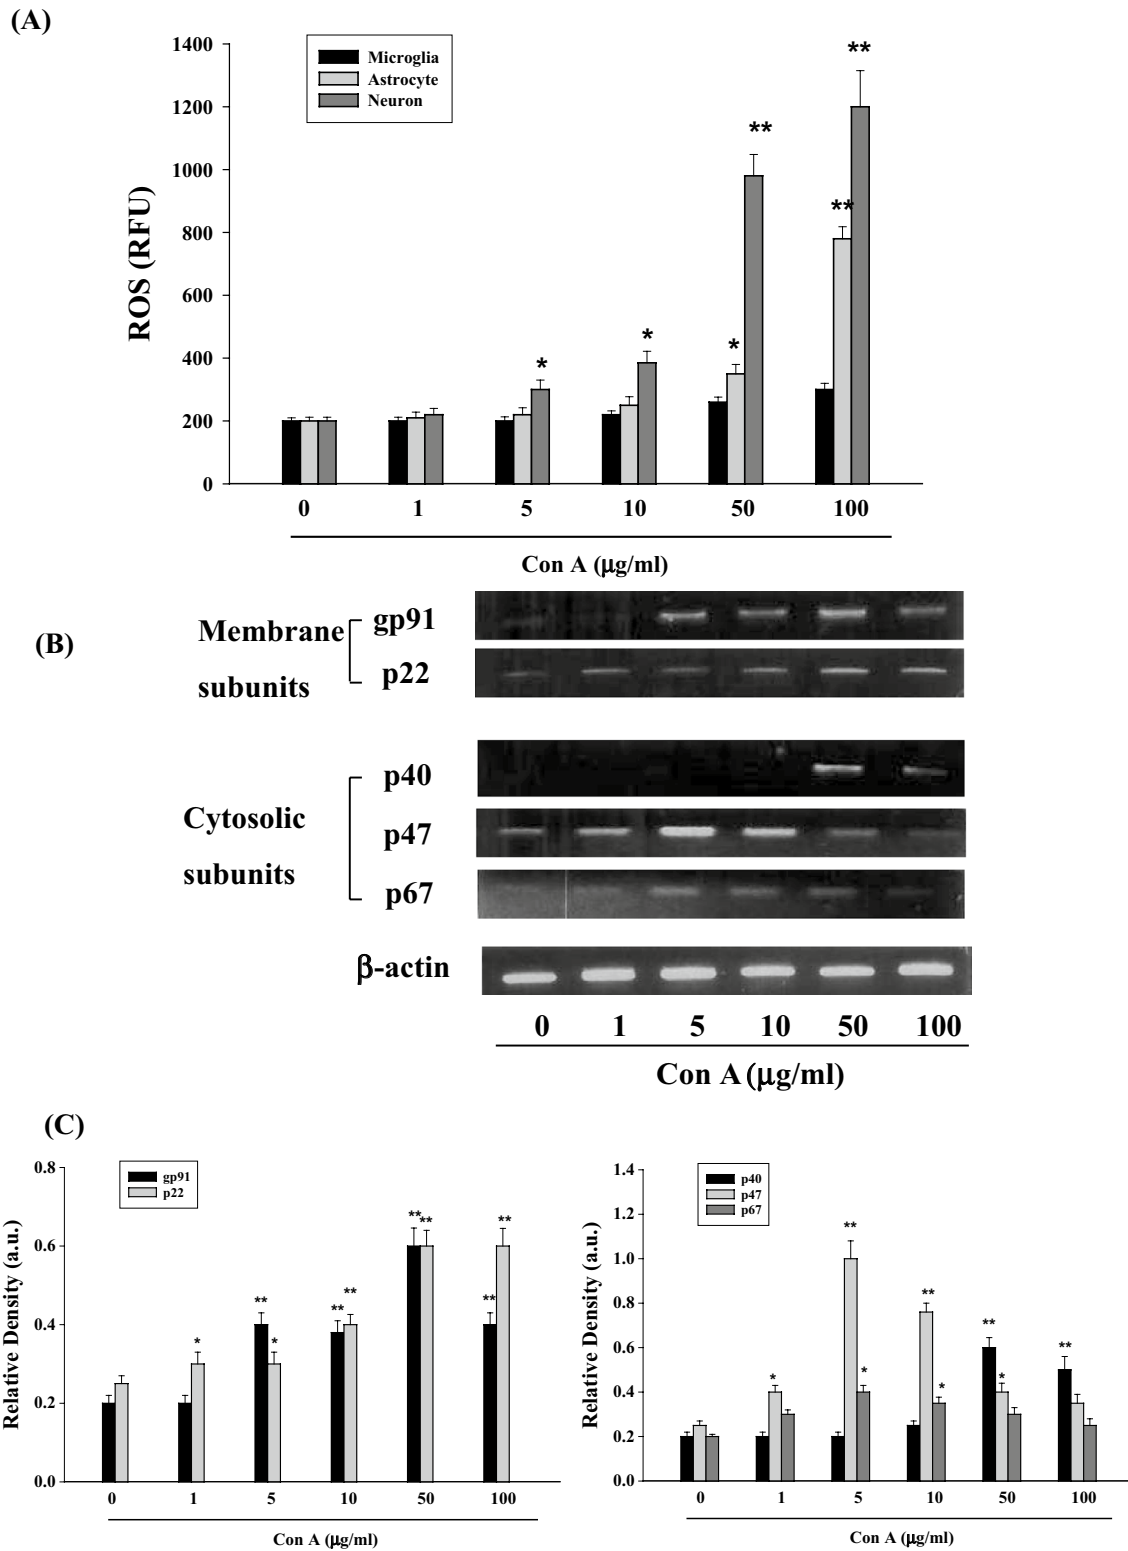 (A)
1400
1200
1000
800
600
400
200
0
ROS (RFU)
Microglia
Astrocyte
Neuron
*
*
*
**
**
**
0 1 5 10 50 100
Con A (μg/ml)
(B)
Membrane
subunits
gp91
p22
Cytosolic
subunits
p40
p47
p67
β-actin
0 1 5 10 50 100
Con A (μg/ml)
(C)
0.8
0.6
0.4
0.2
0.0
Relative Density (a.u.)
gp91
p22
*
**
*
**
**
**
**
**
**
0 1 5 10 50 100
Con A (μg/ml)
1.4
1.2
1.0
0.8
0.6
0.4
0.2
0.0
Relative Density (a.u.)
p40
p47
p67
*
**
*
**
*
**
*
**
0 1 5 10 50 100
Con A (μg/ml)